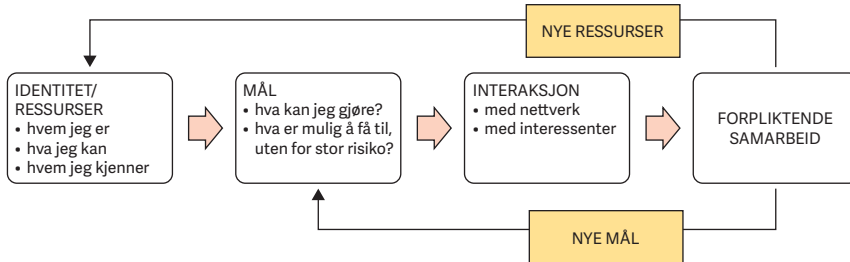 NYE RESSURSER
IDENTITET/
RESSURSER
• hvem jeg er
• hva jeg kan
• hvem jeg kjenner
MÅL
• hva kan jeg gjøre?
• hva er mulig å få til,
uten for stor risiko?
INTERAKSJON
• med nettverk
• med interessenter
FORPLIKTENDE
SAMARBEID
NYE MÅL